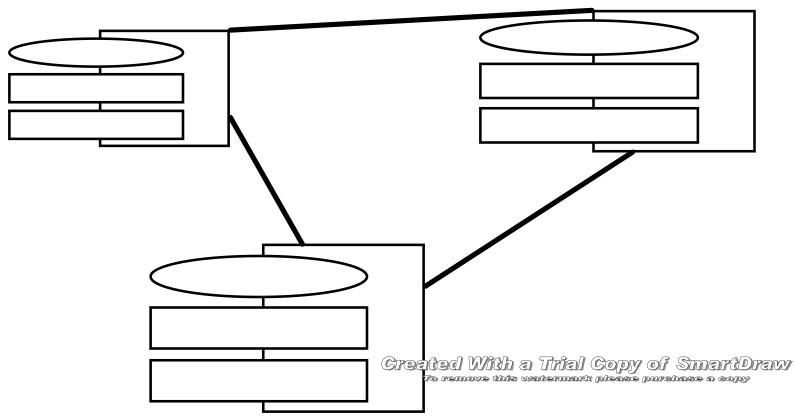 Created With a Trial Copy of SmartDraw
To remove this watermark please purchase a copy